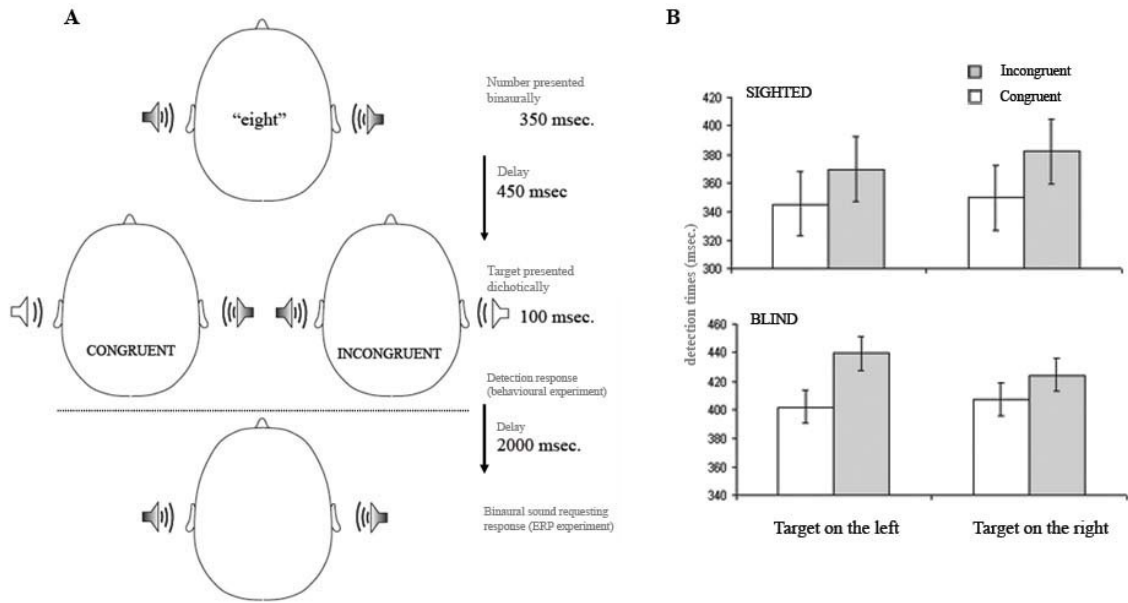 A
Number presented
binaurally
350 msec.
"eight"
Delay
450 msec
Target presented
dichotically
100 msec.
CONGRUENT
INCONGRUENT
Detection response
(behavioural experiment)
Delay
2000 msec.
Binaural sound requesting
response (ERP experiment)
B
Incongruent
Congruent
SIGHTED
420
400
380
360
340
320
300
detection times (msec.)
BLIND
460
440
420
400
380
360
340
Target on the left
Target on the right